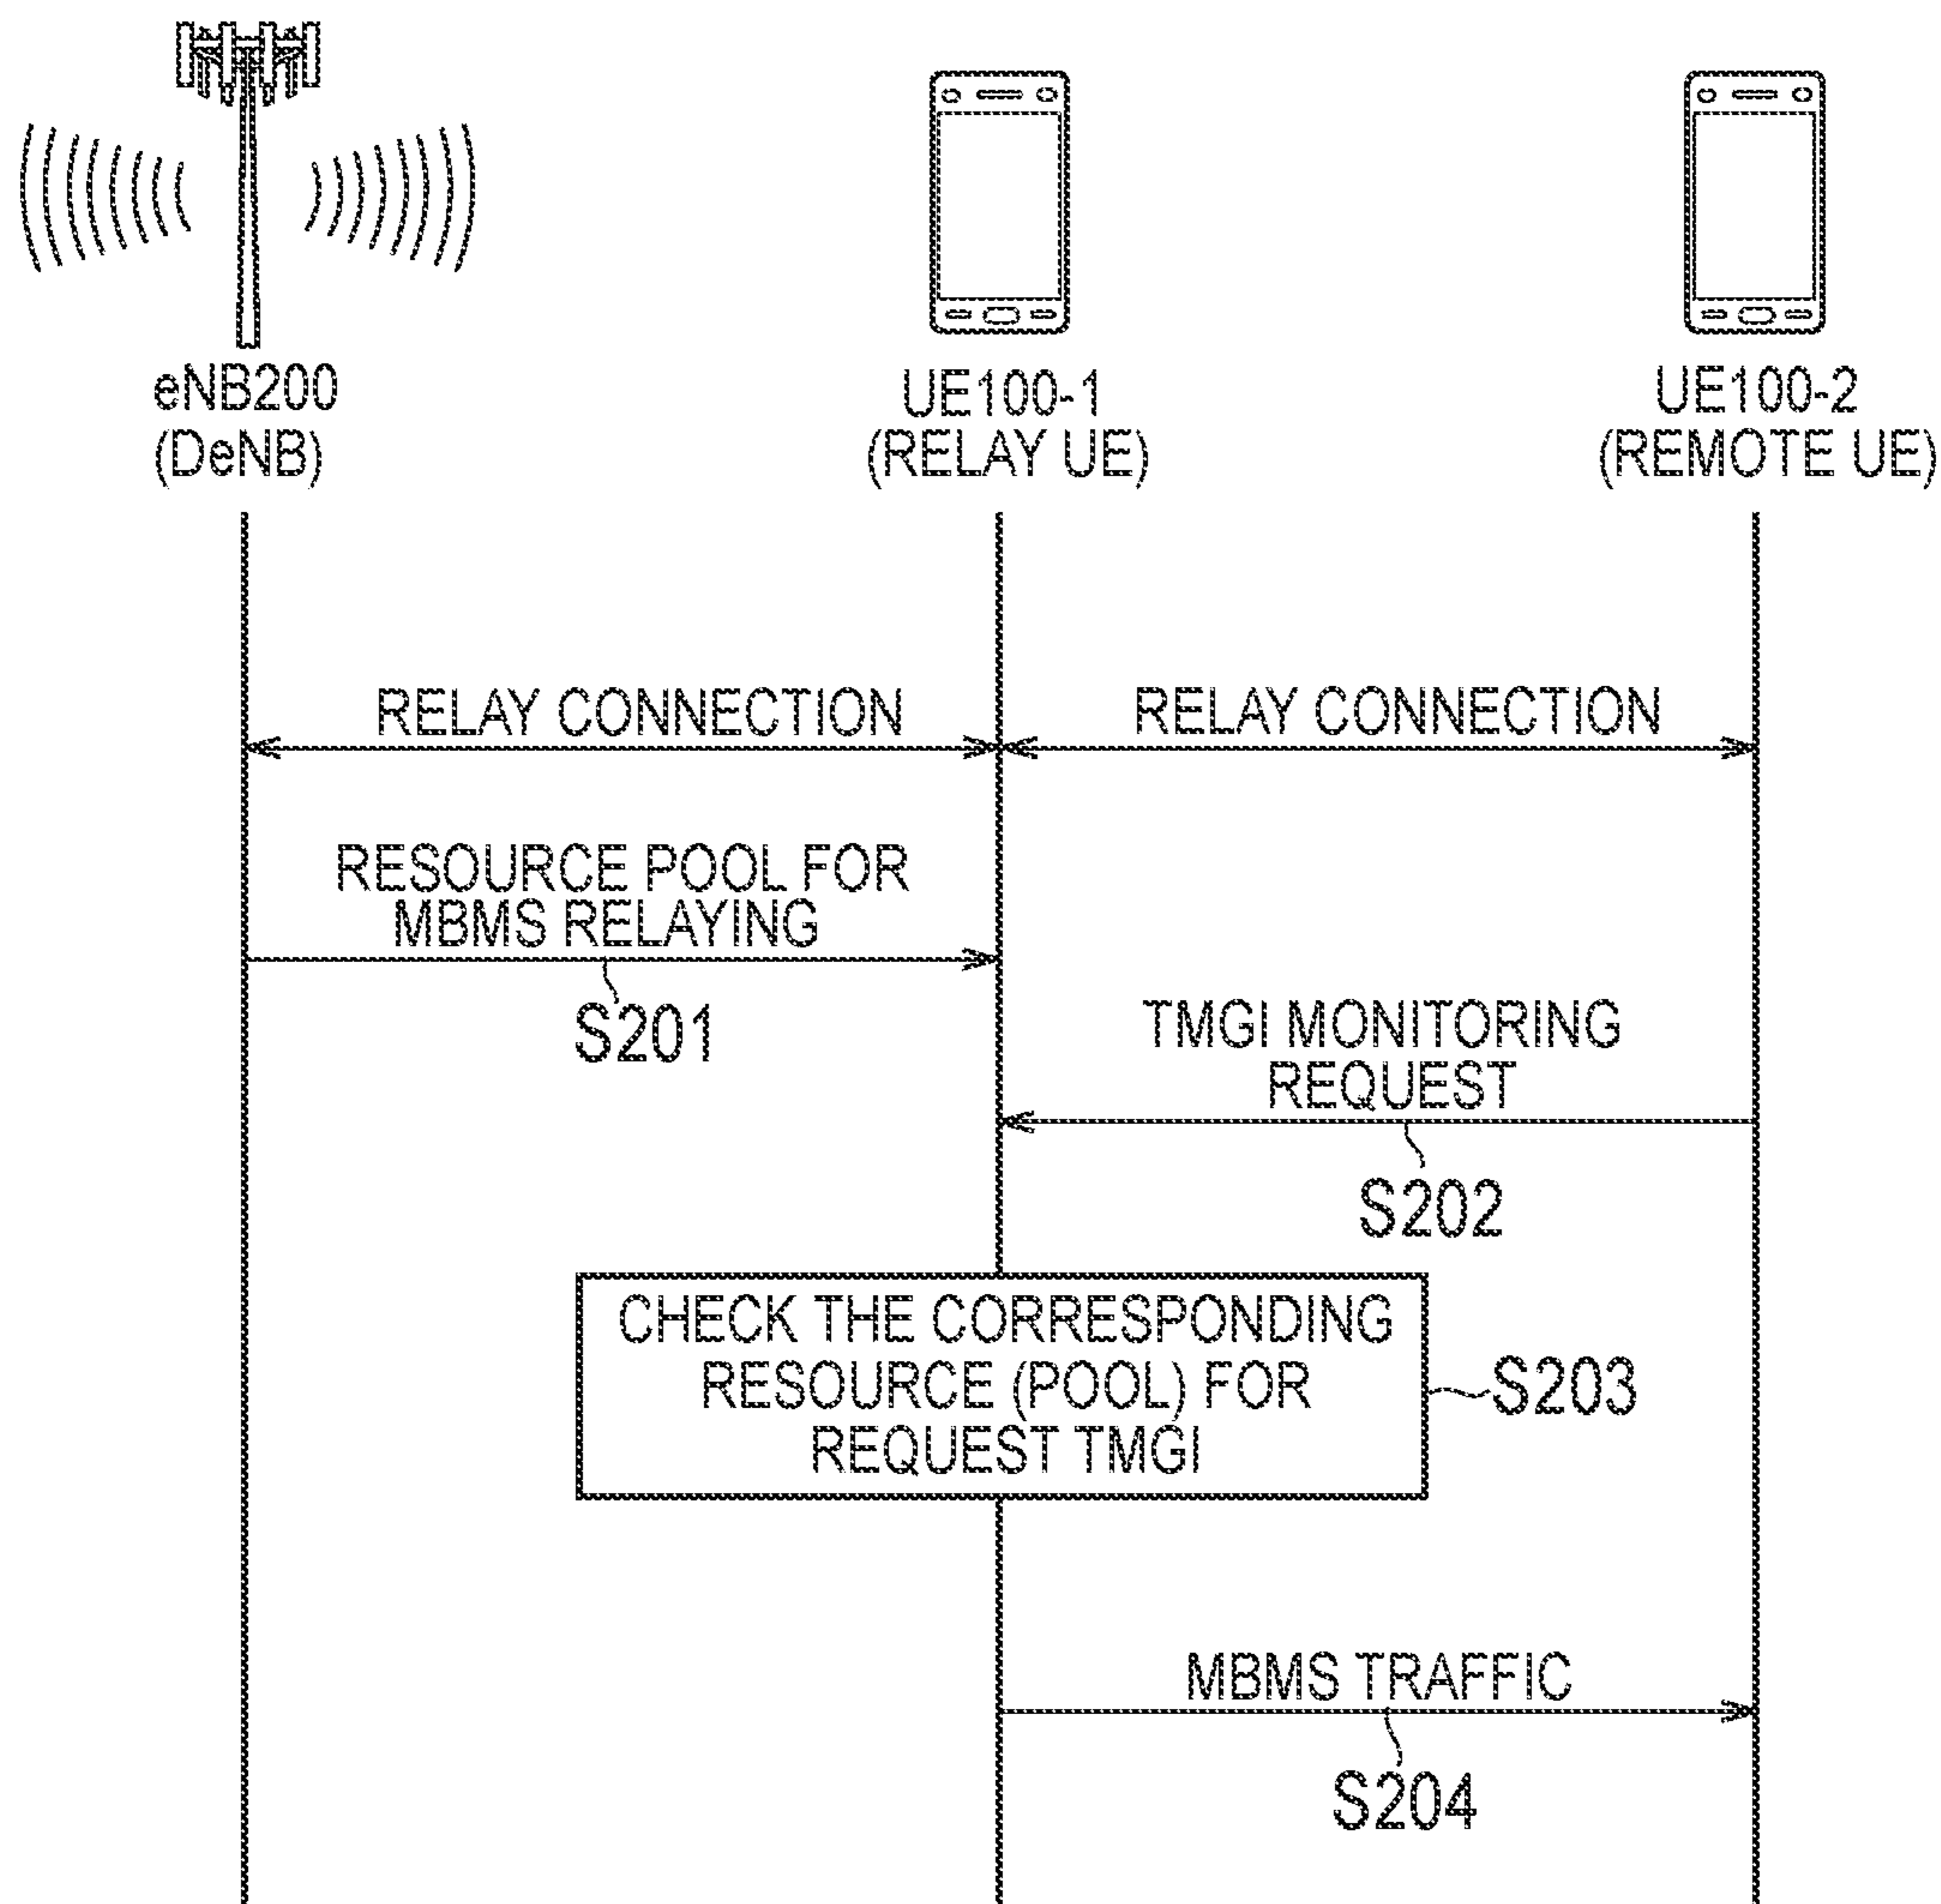 eNB200
(DeNB)
UE100-1
(RELAY UE)
UE100-2
(REMOTE UE)
RELAY CONNECTION
RELAY CONNECTION
RESOURCE POOL FOR
MBMS RELAYING
S201
TMGI MONITORING
REQUEST
S202
CHECK THE CORRESPONDING
RESOURCE (POOL) FOR
REQUEST TMGI
S203
MBMS TRAFFIC
S204